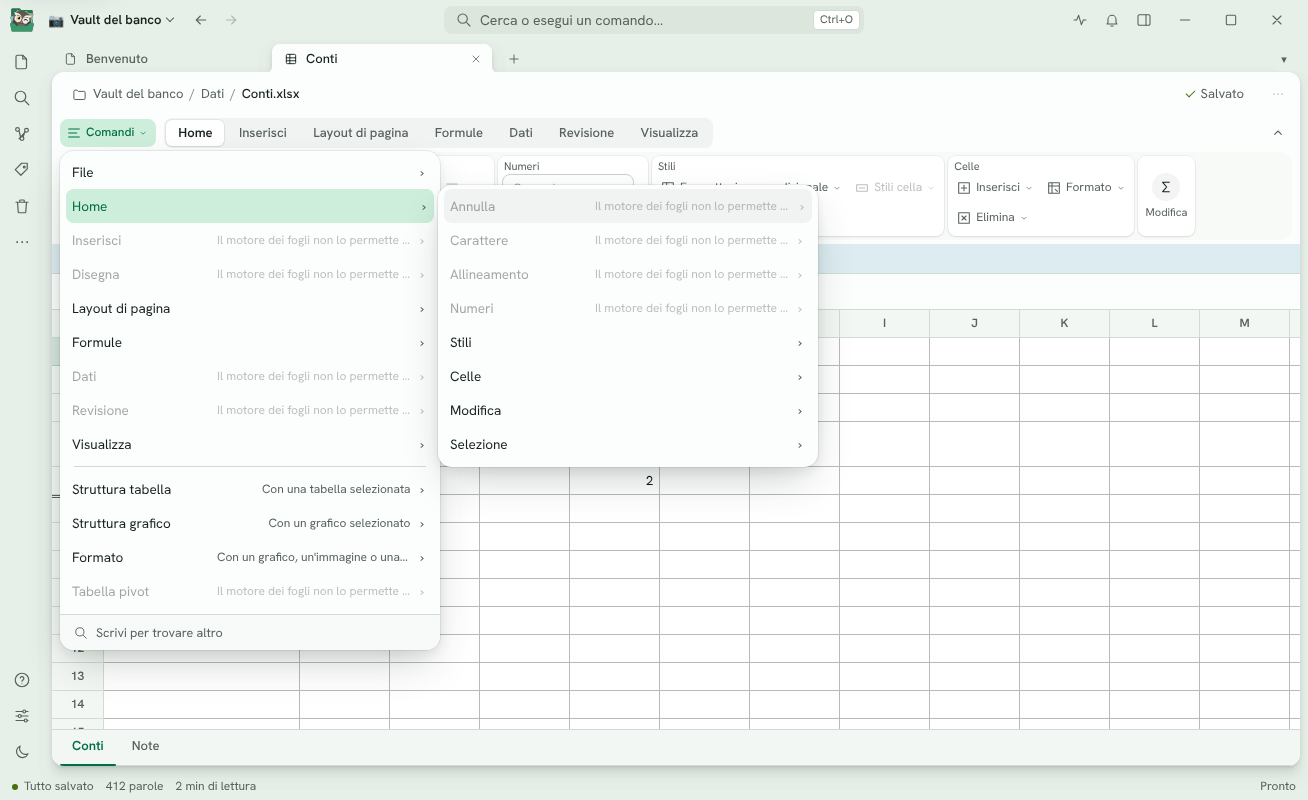 Vault del banco
Cerca o esegui un comando...
Ctrl+O
Benvenuto
Conti
Vault del banco / Dati / Conti.xlsx
Salvato
Comandi
Home
Inserisci
Layout di pagina
Formule
Dati
Revisione
Visualizza
Numeri
Stili
Stili cella
Celle
Inserisci
Formato
Elimina
Σ
Modifica
File
Home
Inserisci Il motore dei fogli non lo permette ...
Disegna Il motore dei fogli non lo permette ...
Layout di pagina
Formule
Dati Il motore dei fogli non lo permette ...
Revisione Il motore dei fogli non lo permette ...
Visualizza
Struttura tabella Con una tabella selezionata
Struttura grafico Con un grafico selezionato
Formato Con un grafico, un'immagine o una...
Tabella pivot Il motore dei fogli non lo permette ...
Scrivi per trovare altro
Annulla Il motore dei fogli non lo permette ...
Carattere Il motore dei fogli non lo permette ...
Allineamento Il motore dei fogli non lo permette ...
Numeri Il motore dei fogli non lo permette ...
Stili
Celle
Modifica
Selezione
I J K L M
2
13
14
Conti
Note
Tutto salvato 412 parole 2 min di lettura
Pronto